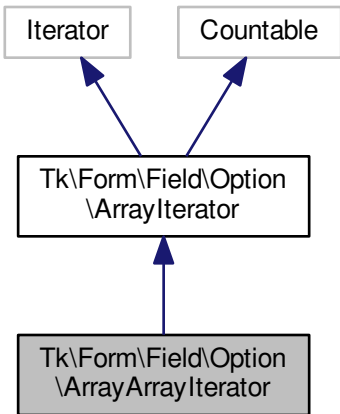 Iterator
Countable
Tk\Form\Field\Option
\ArrayIterator
Tk\Form\Field\Option
\ArrayArrayIterator